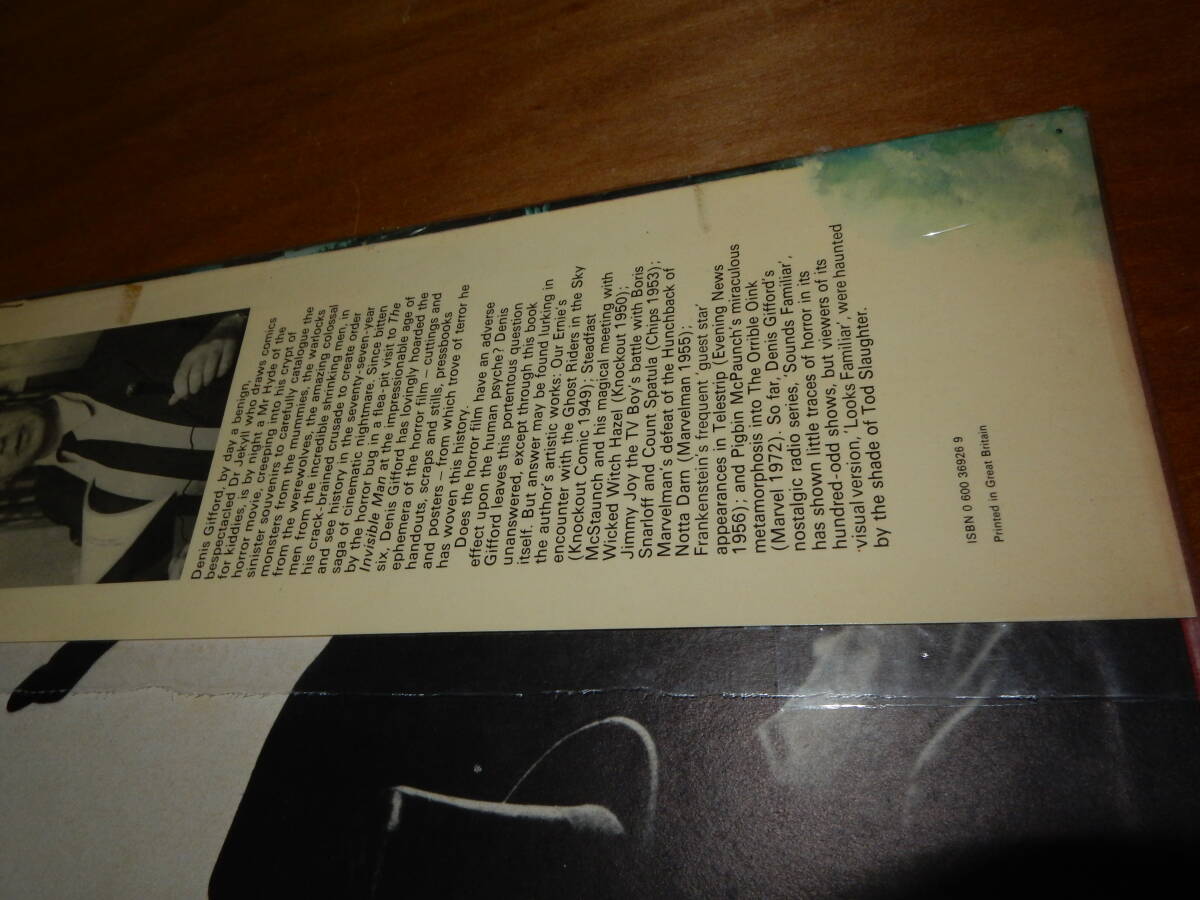 Denis Gifford, by day a benign,
bespectacled Dr Jekyll who draws comics
for kiddies, is by night a Mr Hyde of the
horror movie, creeping into his crypt of
sinister souvenirs to carefully catalogue the
monsters from the mummies, the warlocks
from the werewolves, the amazing colossal
men from the incredible shrinking men, in
his crack-brained crusade to create order
and see history in the seventy-seven-year
saga of cinematic nightmare. Since bitten
by the horror bug in a flea-pit visit to The
Invisible Man at the impressionable age of
six, Denis Gifford has lovingly hoarded the
ephemera of the horror film – cuttings and
handouts, scraps and stills, pressbooks
and posters – from which trove of terror he
has woven this history.
Does the horror film have an adverse
effect upon the human psyche? Denis
Gifford leaves this portentous question
unanswered, except through this book
itself. But answer may be found lurking in
the author's artistic works: Our Ernie's
encounter with the Ghost Riders in the Sky
(Knockout Comic 1949); Steadfast
McStaunch and his magical meeting with
Wicked Witch Hazel (Knockout 1950);
Jimmy Joy the TV Boy's battle with Boris
Snarloff and Count Spatula (Chips 1953);
Marvelman's defeat of the Hunchback of
Notta Darn (Marvelman 1955);
Frankenstein's frequent 'guest star'
appearances in Telestrip (Evening News
1956); and Pigbin McPaunch's miraculous
metamorphosis into The Orrible Oink
(Marvel 1972). So far, Denis Gifford's
nostalgic radio series, 'Sounds Familiar',
has shown little traces of horror in its
hundred-odd shows, but viewers of its
'visual version, 'Looks Familiar', were haunted
by the shade of Tod Slaughter.
ISBN 0 600 36926 9
Printed in Great Britain